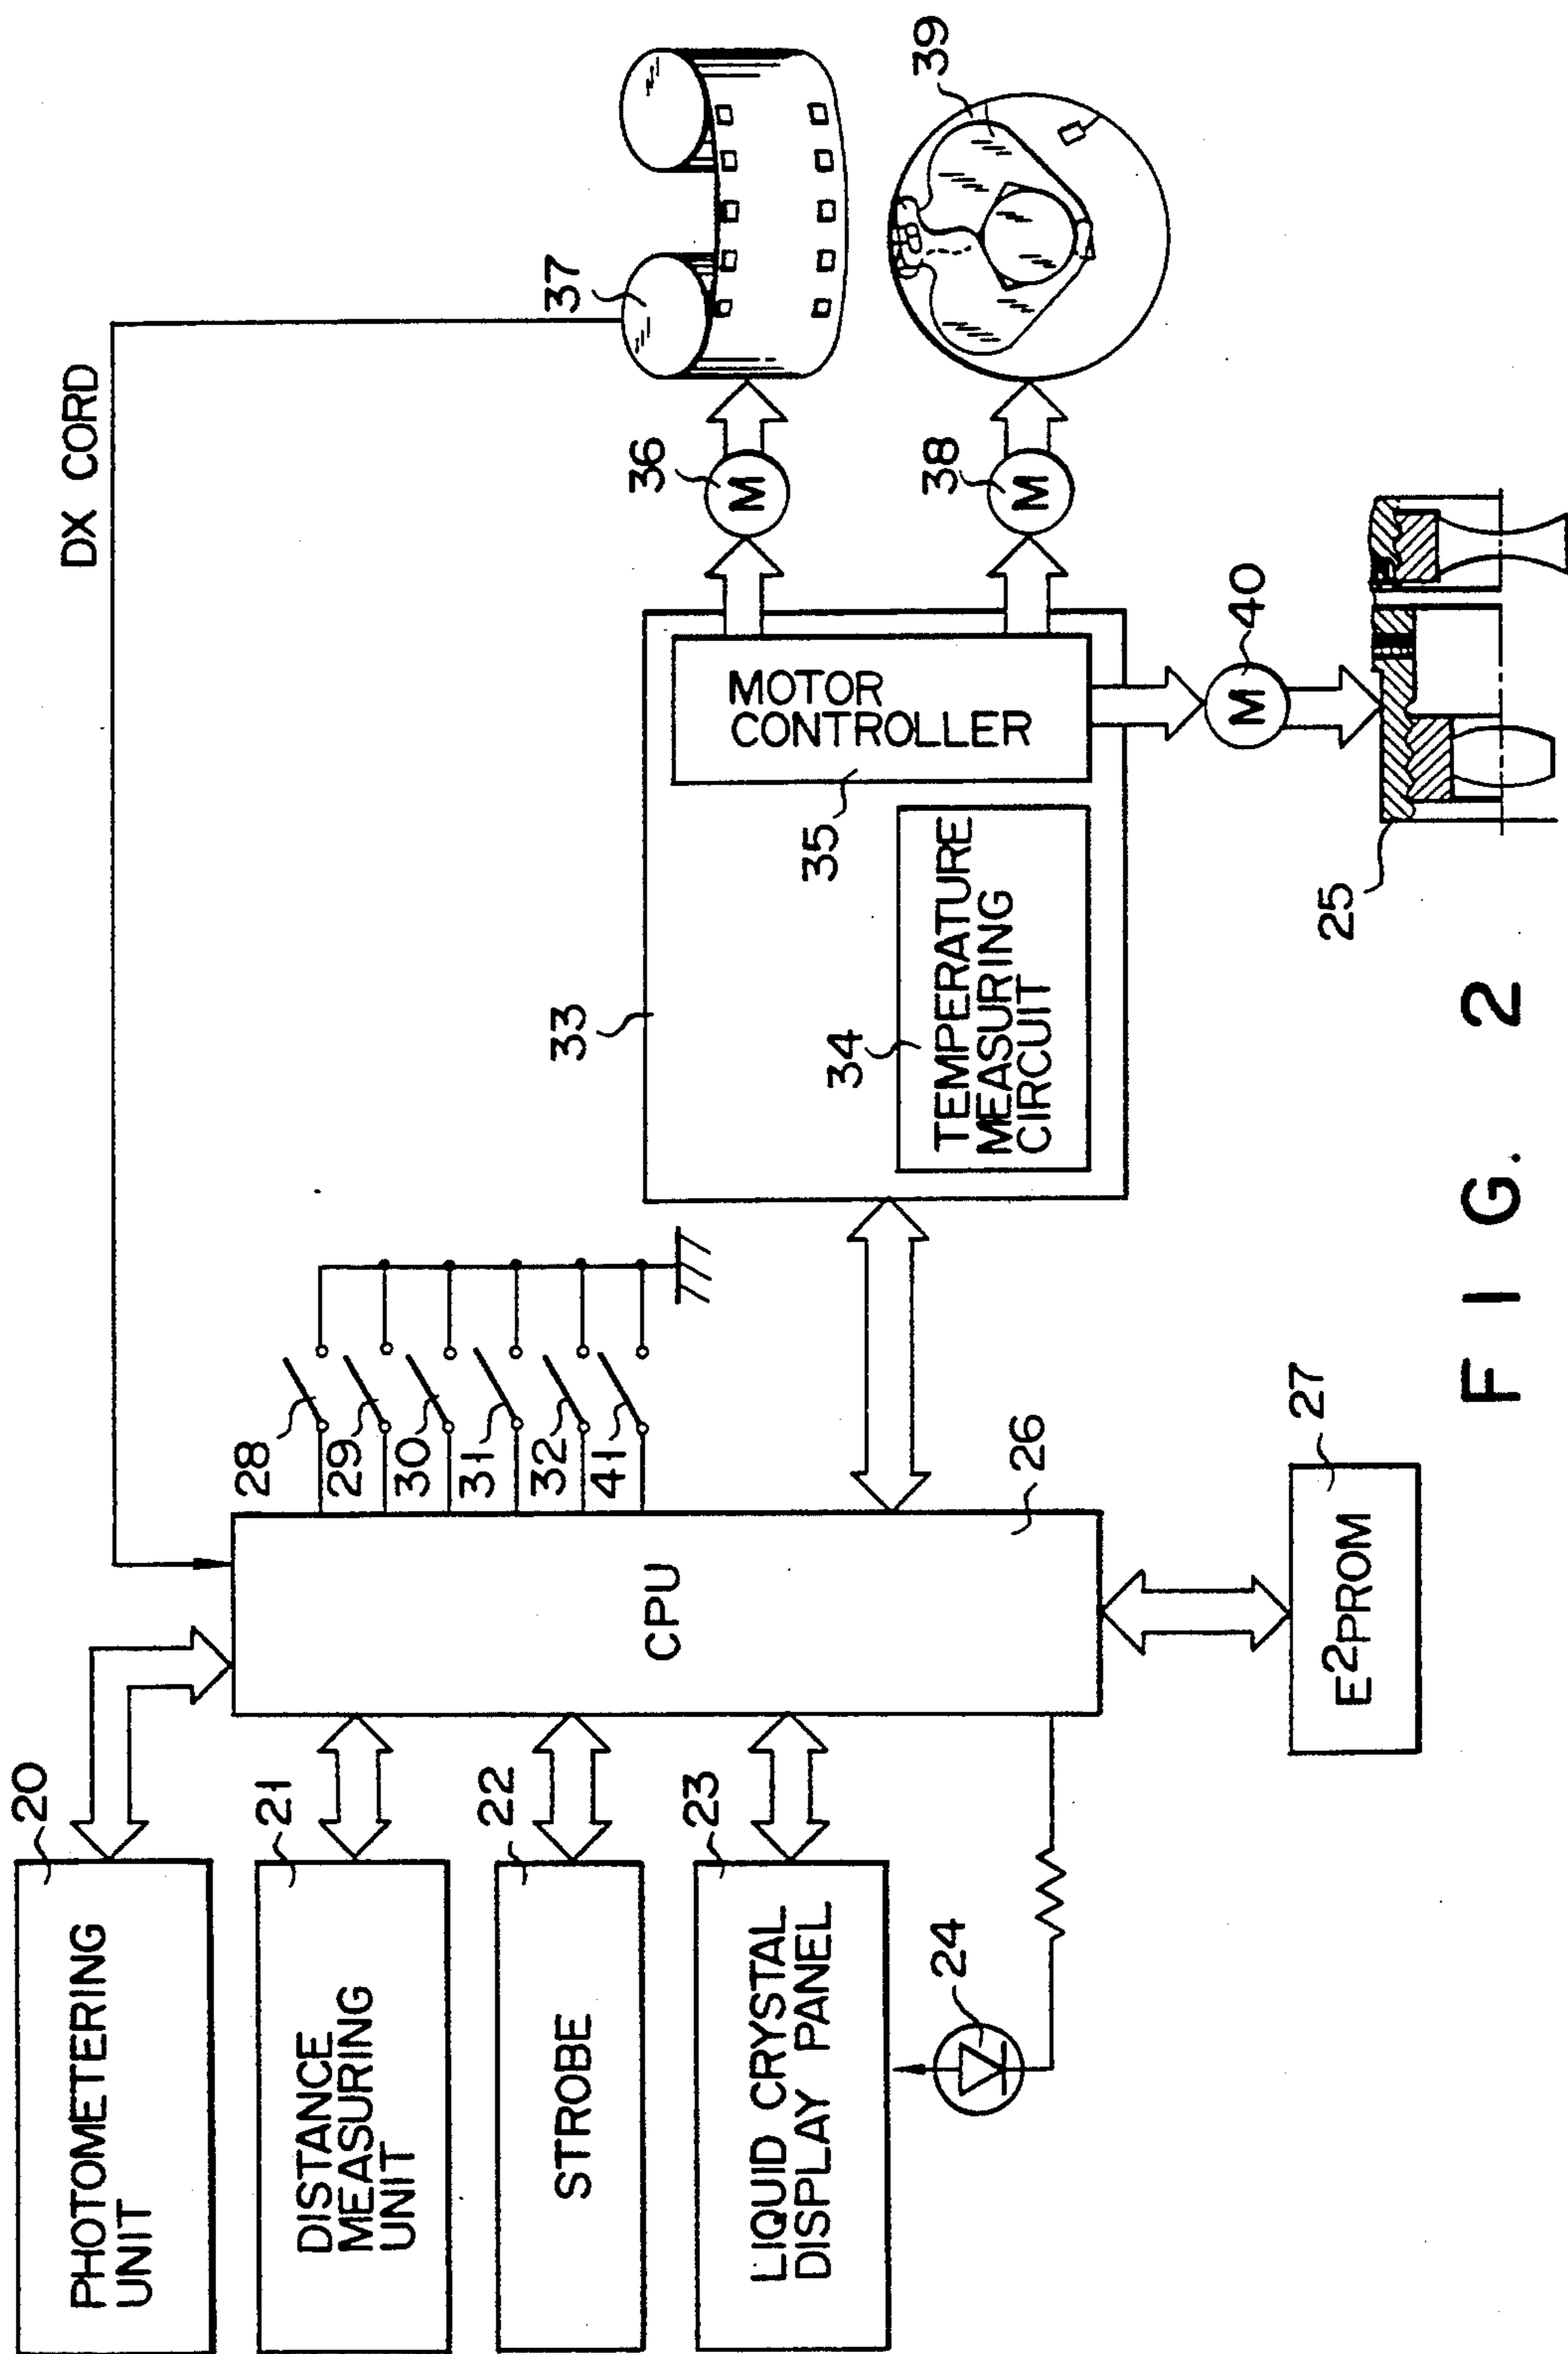 DX CORD
20
PHOTOMETERING
UNIT
21
DISTANCE
MEASURING
UNIT
22
STROBE
23
LIQUID CRYSTAL
DISPLAY PANEL
24
CPU
26
E2PROM
27
28
29
30
31
32
41
33
34
TEMPERATURE
MEASURING
CIRCUIT
35
MOTOR
CONTROLLER
36
M
37
38
M
39
40
M
25
FIG. 2